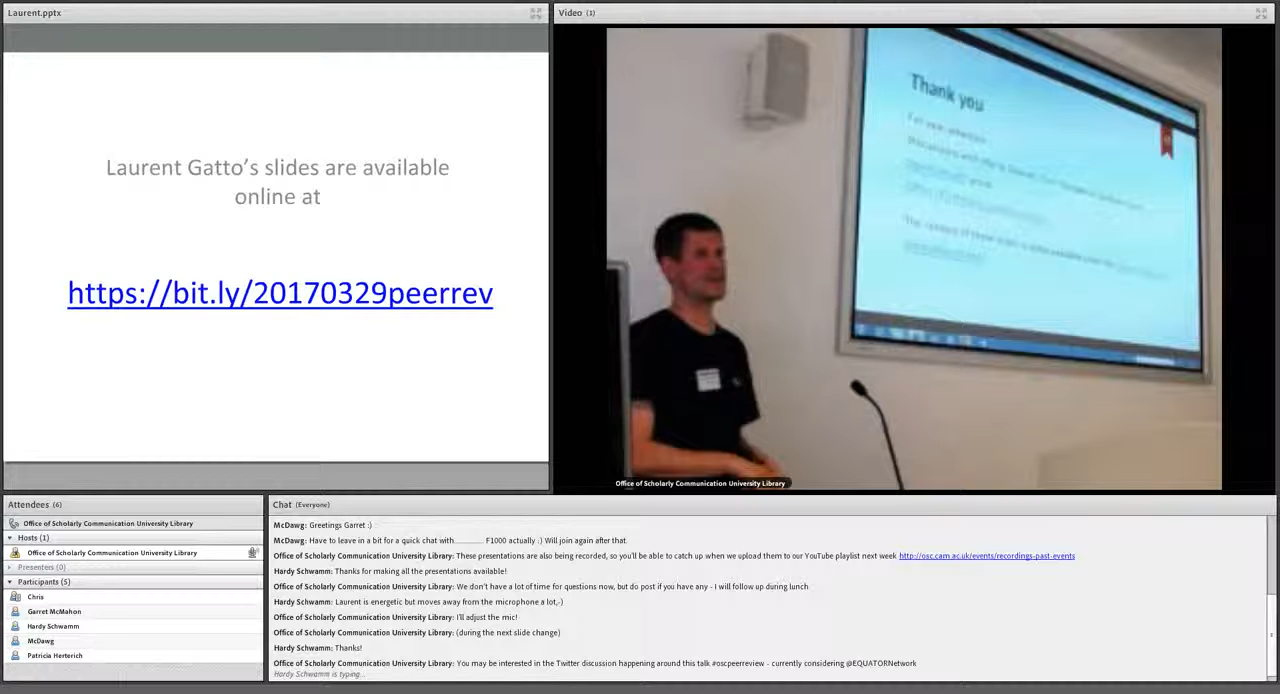 Laurent.pptx
Laurent Gatto's slides are available
online at
https://bit.ly/20170329peerrev
Video (1)
Thank you
Office of Scholarly Communication University Library
Attendees (6)
Office of Scholarly Communication University Library
Hosts (1)
Office of Scholarly Communication University Library
Presenters (0)
Participants (5)
Chris
Garret McMahon
Hardy Schwamm
McDawg
Patricia Herterich
Chat (Everyone)
McDawg: Greetings Garret :)
McDawg: Have to leave in a bit for a quick chat with F1000 actually :) Will join again after that.
Office of Scholarly Communication University Library: These presentations are also being recorded, so you'll be able to catch up when we upload them to our YouTube playlist next week http://osc.cam.ac.uk/events/recordings-past-events
Hardy Schwamm: Thanks for making all the presentations available!
Office of Scholarly Communication University Library: We don't have a lot of time for questions now, but do post if you have any - I will follow up during lunch
Hardy Schwamm: Laurent is energetic but moves away from the microphone a lot,-)
Office of Scholarly Communication University Library: I'll adjust the mic!
Office of Scholarly Communication University Library: (during the next slide change)
Hardy Schwamm: Thanks!
Office of Scholarly Communication University Library: You may be interested in the Twitter discussion happening around this talk #oscpeerreview - currently considering @EQUATORNetwork
Hardy Schwamm is typing...